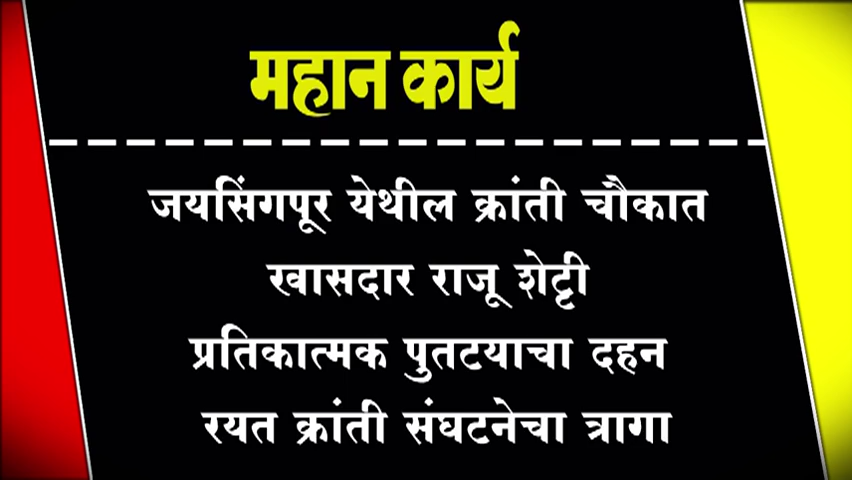 महान कार्य
जयसिंगपूर येथील क्रांती चौकात
खासदार राजू शेट्टी
प्रतिकात्मक पुतटयाचा दहन
रयत क्रांती संघटनेचा त्रागा